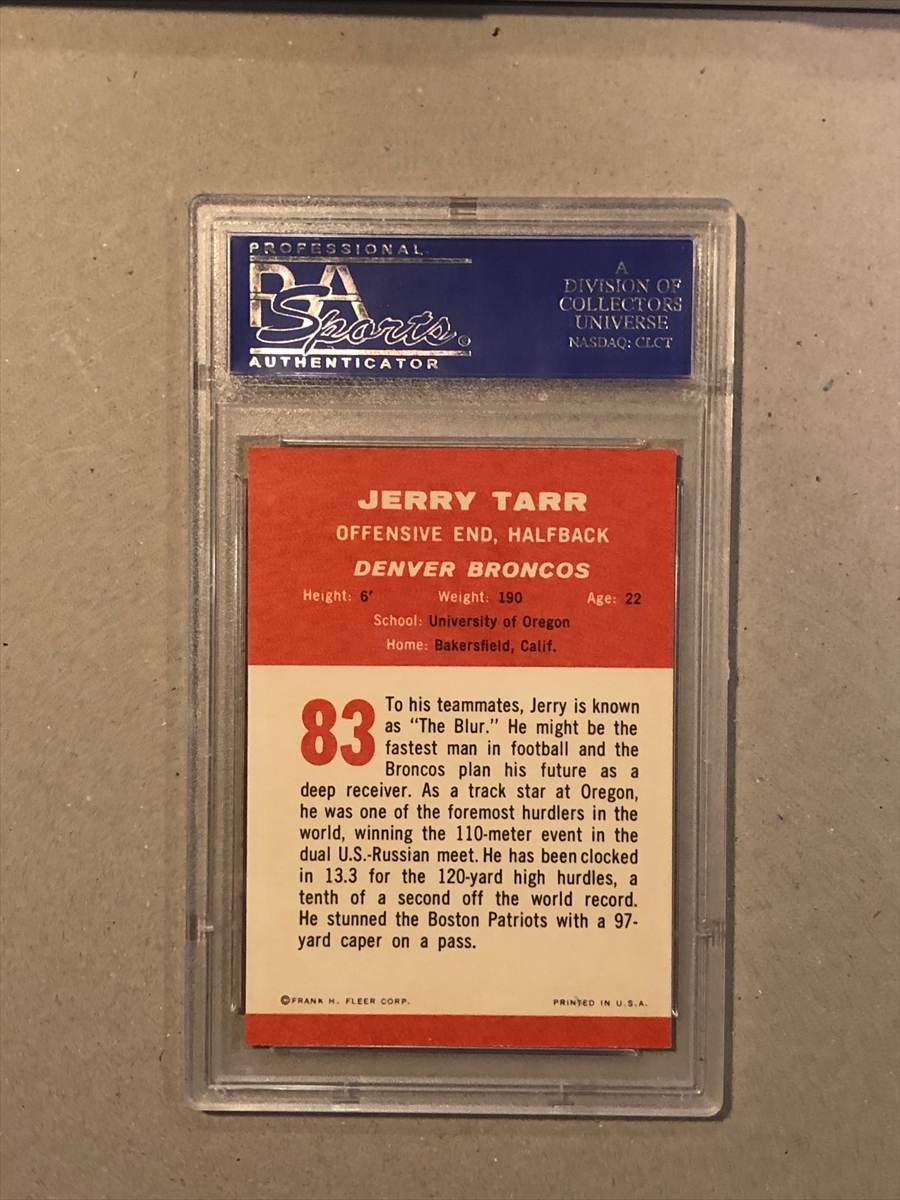 PROFESSIONAL
PSA
Sports®
AUTHENTICATOR
A
DIVISION OF
COLLECTORS
UNIVERSE
NASDAQ: CLCT
JERRY TARR
OFFENSIVE END, HALFBACK
DENVER BRONCOS
Height: 6' Weight: 190 Age: 22
School: University of Oregon
Home: Bakersfield, Calif.
83
To his teammates, Jerry is known
as "The Blur." He might be the
fastest man in football and the
Broncos plan his future as a
deep receiver. As a track star at Oregon,
he was one of the foremost hurdlers in the
world, winning the 110-meter event in the
dual U.S.-Russian meet. He has been clocked
in 13.3 for the 120-yard high hurdles, a
tenth of a second off the world record.
He stunned the Boston Patriots with a 97-
yard caper on a pass.
©FRANK H. FLEER CORP. PRINTED IN U.S.A.